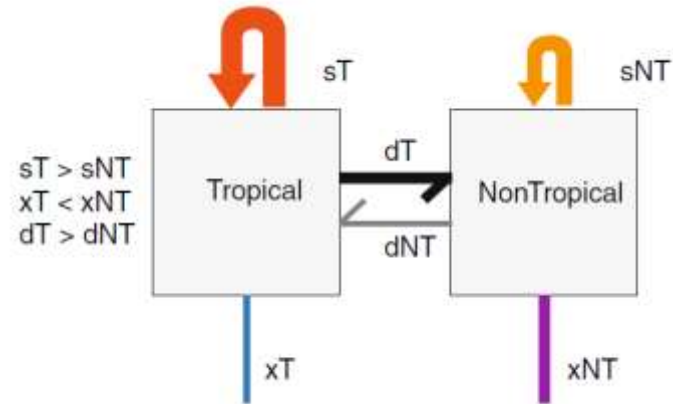 sT
sNT
dT
sT > sNT
xT < xNT
dT > dNT
Tropical
NonTropical
dNT
xT
xNT